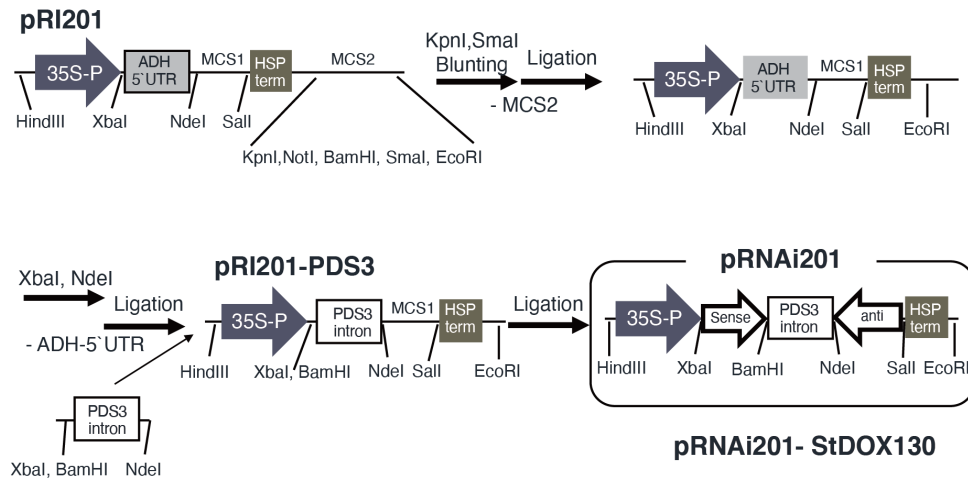 pRI201
35S-P
ADH
5`UTR
MCS1
HSP
term
MCS2
HindIII
XbaI
NdeI
SalI
KpnI,NotI, BamHI, SmaI, EcoRI
KpnI,SmaI
Blunting
Ligation
- MCS2
35S-P
ADH
5`UTR
MCS1
HSP
term
HindIII
XbaI
NdeI
SalI
EcoRI
XbaI, NdeI
Ligation
- ADH-5`UTR
PDS3
intron
XbaI, BamHI
NdeI
pRI201-PDS3
35S-P
PDS3
intron
MCS1
HSP
term
HindIII
XbaI, BamHI
NdeI
SalI
EcoRI
Ligation
pRNAi201
35S-P
Sense
PDS3
intron
anti
HSP
term
HindIII
XbaI
BamHI
NdeI
SalI
EcoRI
pRNAi201- StDOX130